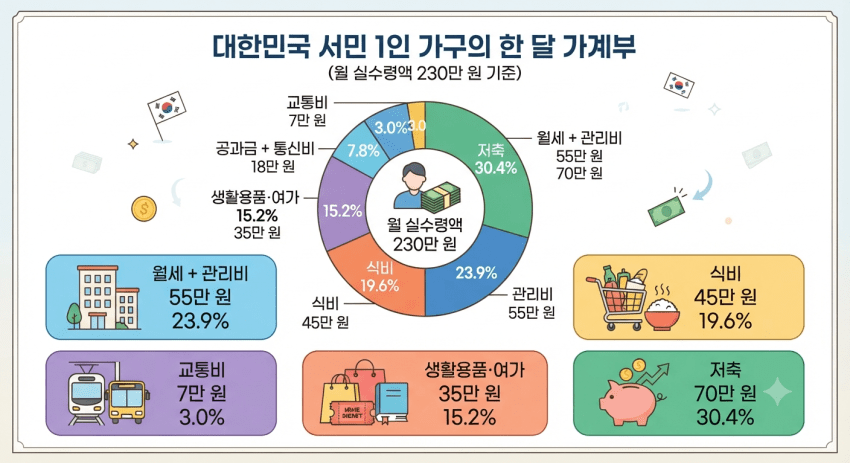 대한민국 서민 1인 가구의 한 달 가계부
(월 실수령액 230만 원 기준)
교통비
7만 원
3.0%
3.0
공과금 + 통신비
18만 원
7.8%
저축
30.4%
월세 + 관리비
55만 원
70만 원
생활용품·여가
15.2%
35만 원
15.2%
월 실수령액
230만 원
식비
19.6%
23.9%
식비
45만 원
관리비
55만 원
월세 + 관리비
55만 원
23.9%
식비
45만 원
19.6%
교통비
7만 원
3.0%
생활용품·여가
35만 원
15.2%
저축
70만 원
30.4%